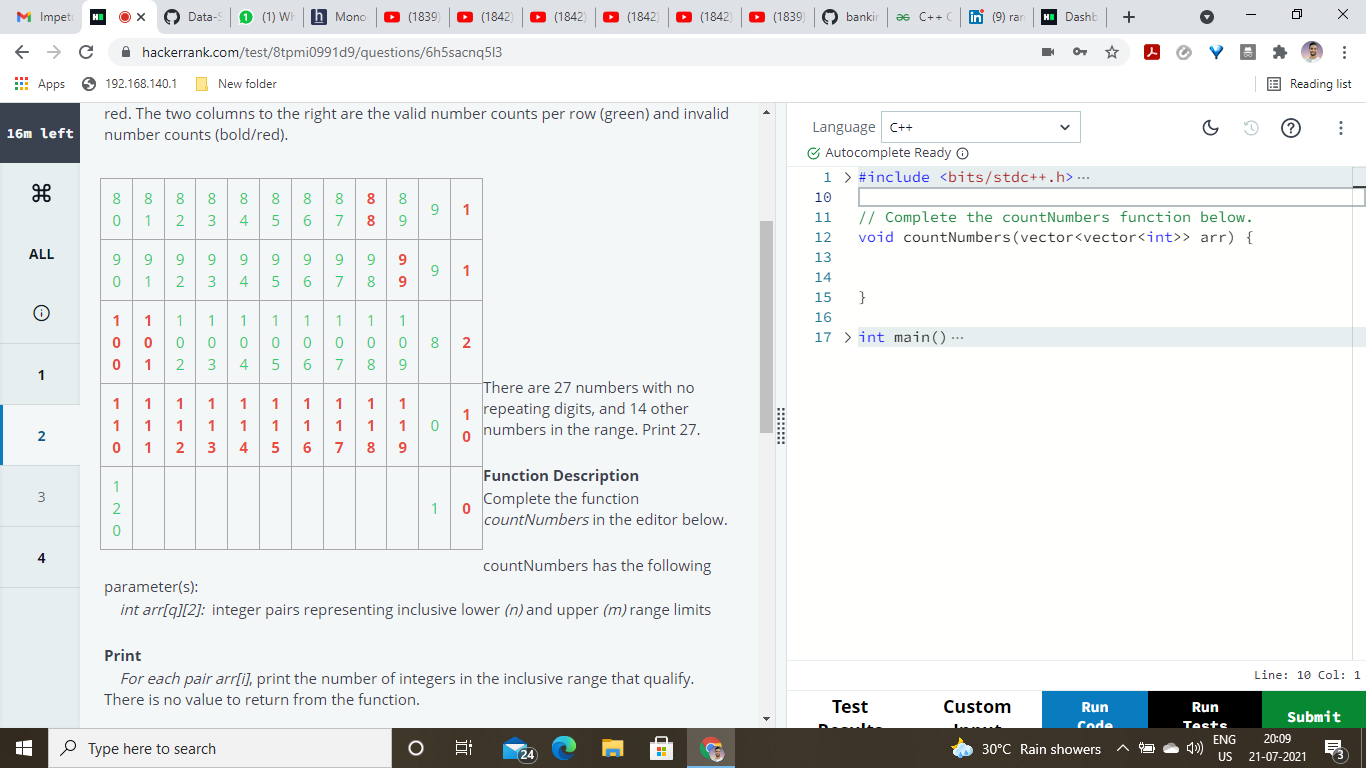 Impet
(1) Wh
Data-S
Mono
(1839)
(1842)
(1842)
(1842)
(1842)
(1839)
bankin
C++ C
(9) ran
Dashb
hackerrank.com/test/8tpmi0991d9/questions/6h5sacnq5l3
Apps
192.168.140.1
New folder
Reading list
16m left
ALL
1
2
3
4
red. The two columns to the right are the valid number counts per row (green) and invalid
number counts (bold/red).
80 81 82 83 84 85 86 87 88 89 9 1
90 91 92 93 94 95 96 97 98 99 9 1
100 101 102 103 104 105 106 107 108 109 8 2
110 111 112 113 114 115 116 117 118 119 0 10
120 1 0
There are 27 numbers with no
repeating digits, and 14 other
numbers in the range. Print 27.
Function Description
Complete the function
countNumbers in the editor below.
countNumbers has the following
parameter(s):
int arr[q][2]: integer pairs representing inclusive lower (n) and upper (m) range limits
Print
For each pair arr[i], print the number of integers in the inclusive range that qualify.
There is no value to return from the function.
Language C++
Autocomplete Ready
1 #include <bits/stdc++.h>
10
11 // Complete the countNumbers function below.
12 void countNumbers(vector<vector<int>> arr) {
13
14
15 }
16
17 int main()
Line: 10 Col: 1
Test
Results
Custom
Input
Run
Code
Run
Tests
Submit
Type here to search
24
30°C Rain showers
ENG
US
20:09
21-07-2021
3